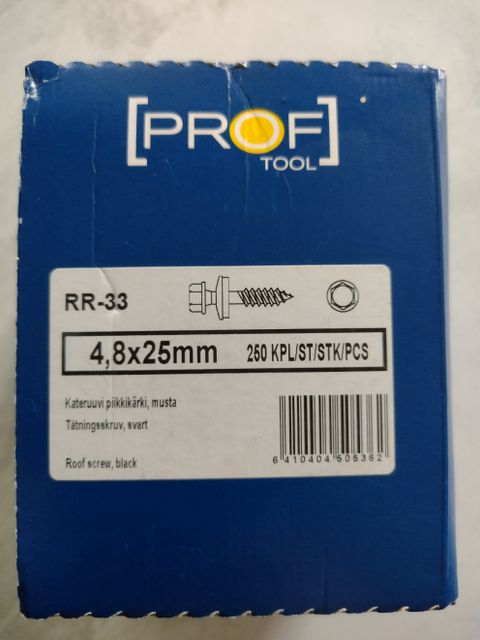 [PROF]
TOOL
RR-33
4,8x25mm 250 KPL/ST/STK/PCS
Kateruuvi piikkikärki, musta
Tätningsskruv, svart
Roof screw, black
6 410404 505362